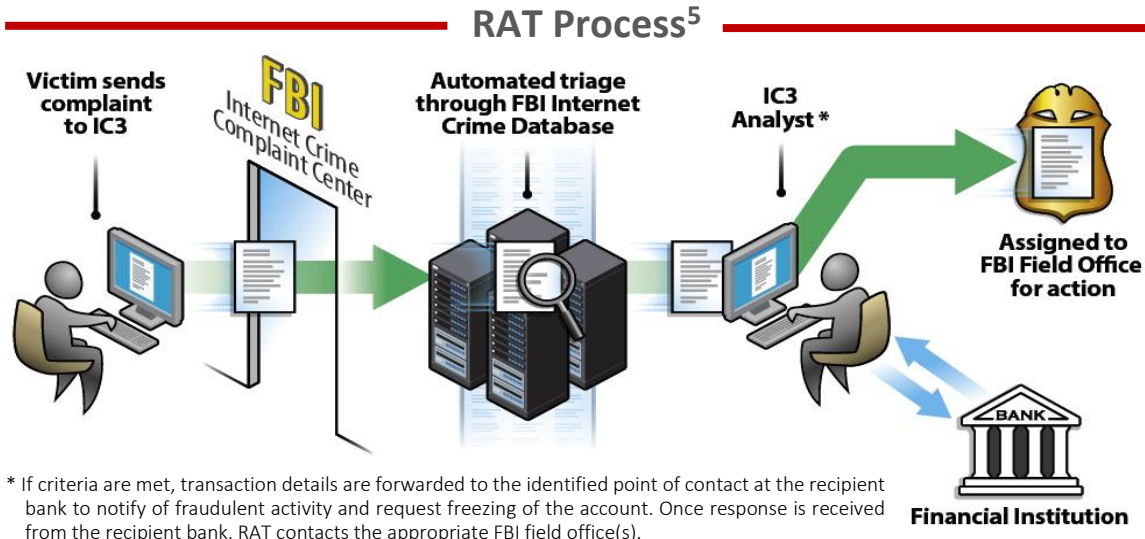 RAT Process⁵
Victim sends
complaint
to IC3
FBI
Internet Crime
Complaint Center
Automated triage
through FBI Internet
Crime Database
IC3
Analyst *
Assigned to
FBI Field Office
for action
BANK
Financial Institution
* If criteria are met, transaction details are forwarded to the identified point of contact at the recipient
bank to notify of fraudulent activity and request freezing of the account. Once response is received
from the recipient bank, RAT contacts the appropriate FBI field office(s).